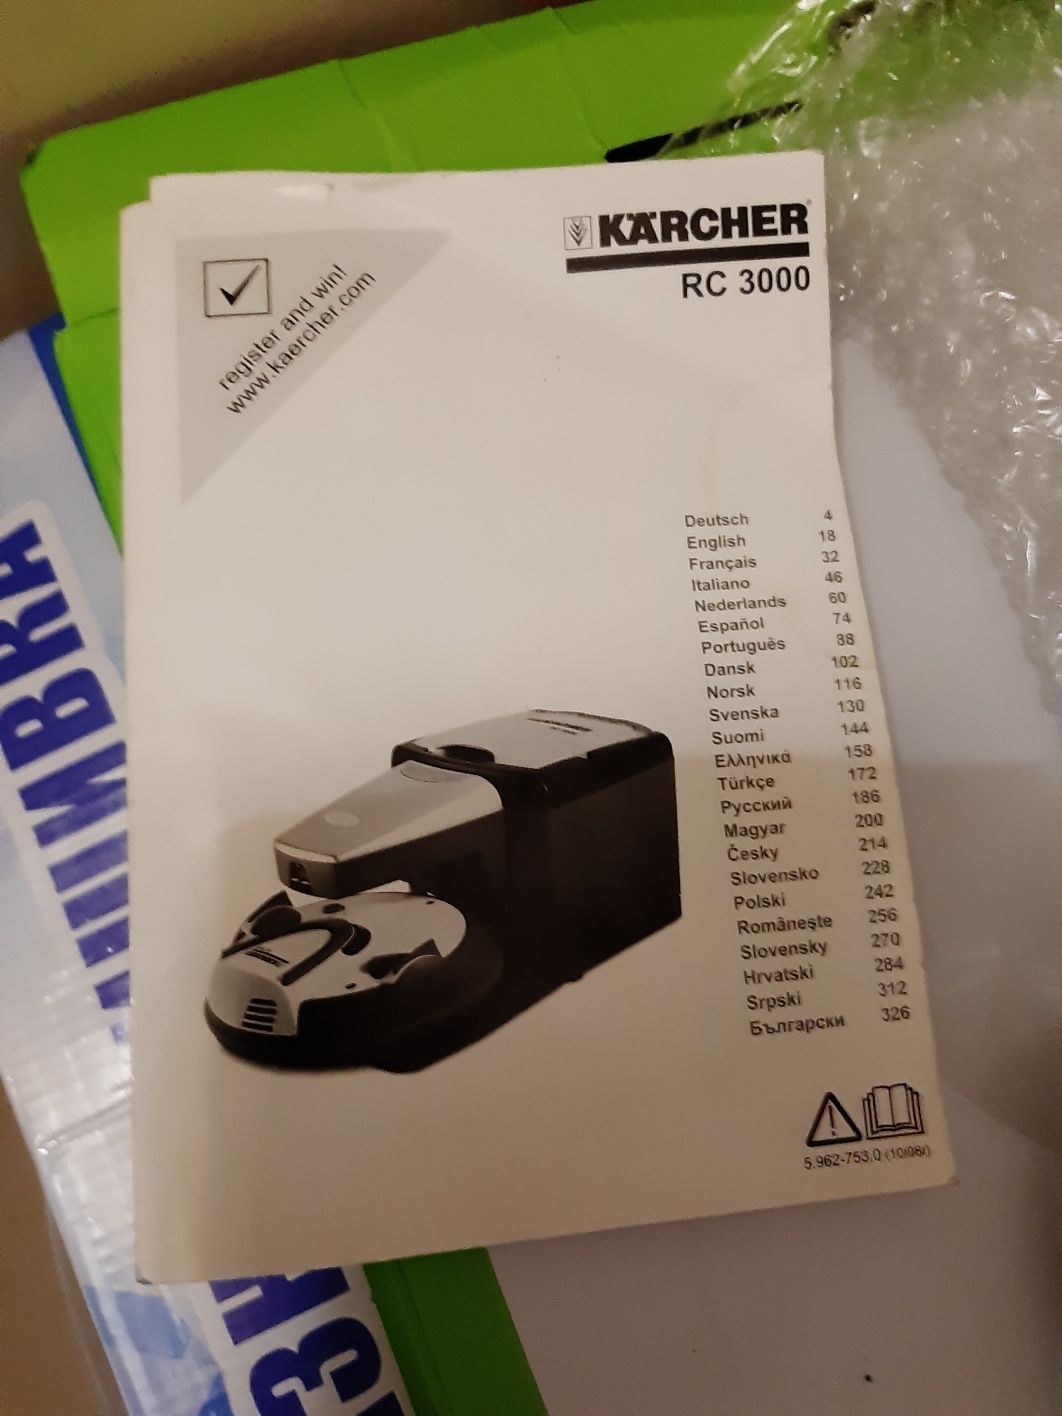 KÄRCHER
RC 3000
register and win!
www.kaercher.com
Deutsch 4
English 18
Français 32
Italiano 46
Nederlands 60
Español 74
Português 88
Dansk 102
Norsk 116
Svenska 130
Suomi 144
Ελληνικά 158
Türkçe 172
Русский 186
Magyar 200
Česky 214
Slovensko 228
Polski 242
Româneşte 256
Slovensky 270
Hrvatski 284
Srpski 312
Български 326
5.962-753.0 (10/08/)